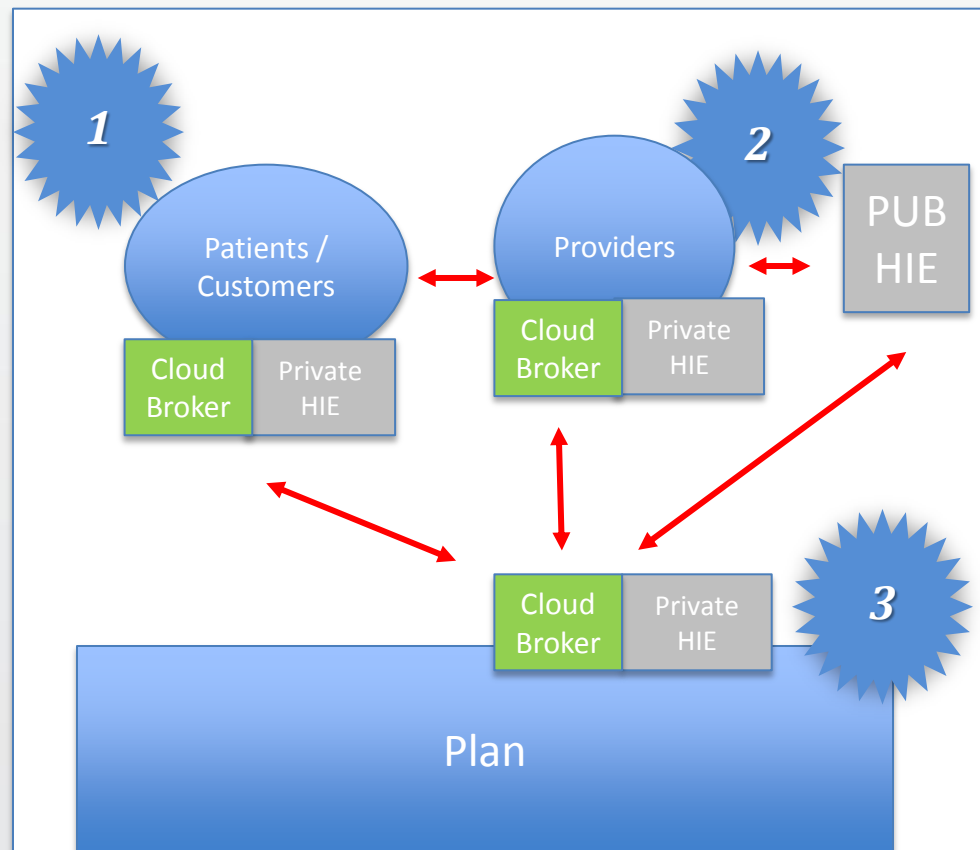 1
2
Patients /
Customers
Providers
PUB
HIE
Cloud
Broker
Private
HIE
Cloud
Broker
Private
HIE
3
Cloud
Broker
Private
HIE
Plan